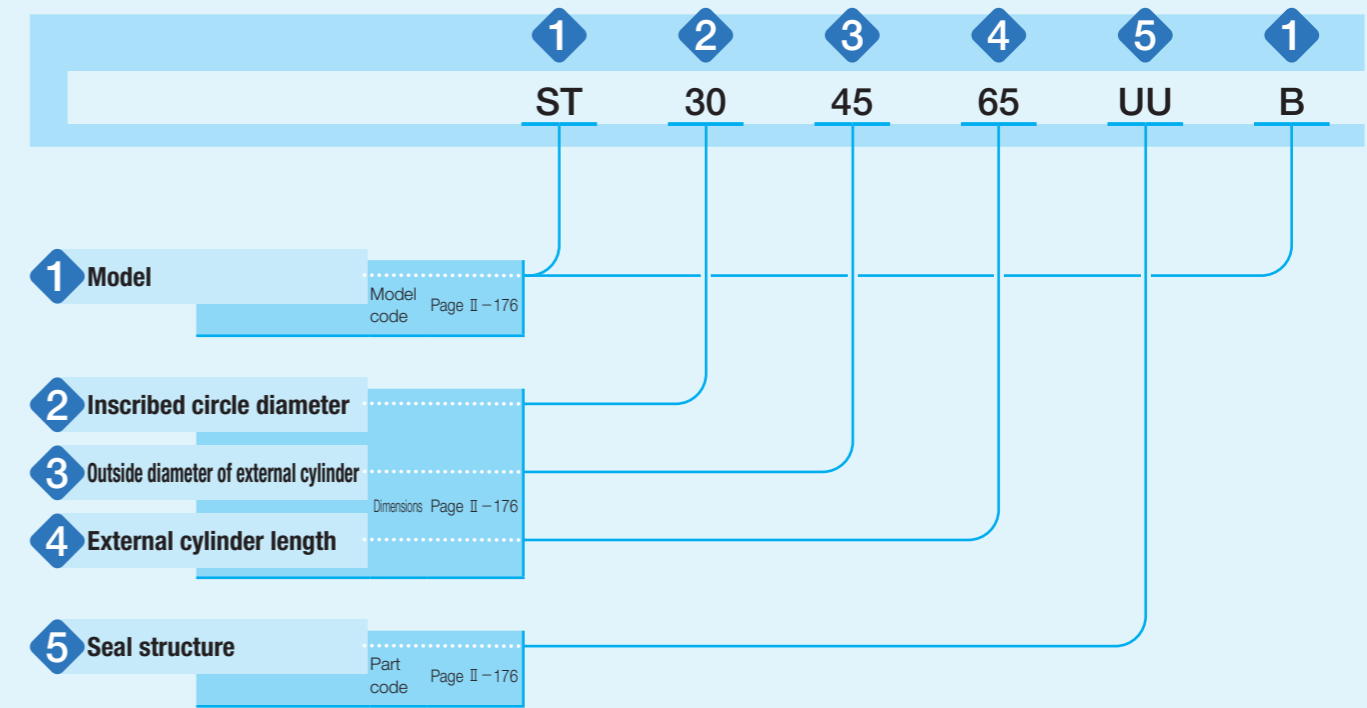 1 2 3 4 5 1
ST 30 45 65 UU B
1 Model
Model
code
Page Ⅱ－176
2 Inscribed circle diameter
3 Outside diameter of external cylinder
Dimensions Page Ⅱ－176
4 External cylinder length
5 Seal structure
Part
code
Page Ⅱ－176